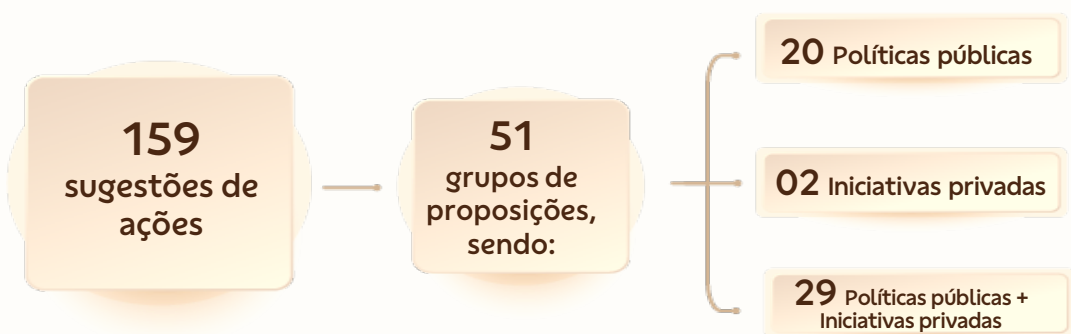 159
sugestões de
ações
51
grupos de
proposições,
sendo:
20 Políticas públicas
02 Iniciativas privadas
29 Políticas públicas +
Iniciativas privadas